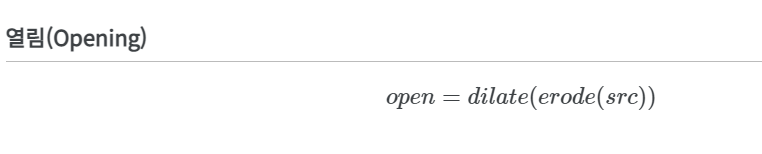 열림(Opening)
open = dilate(erode(src))